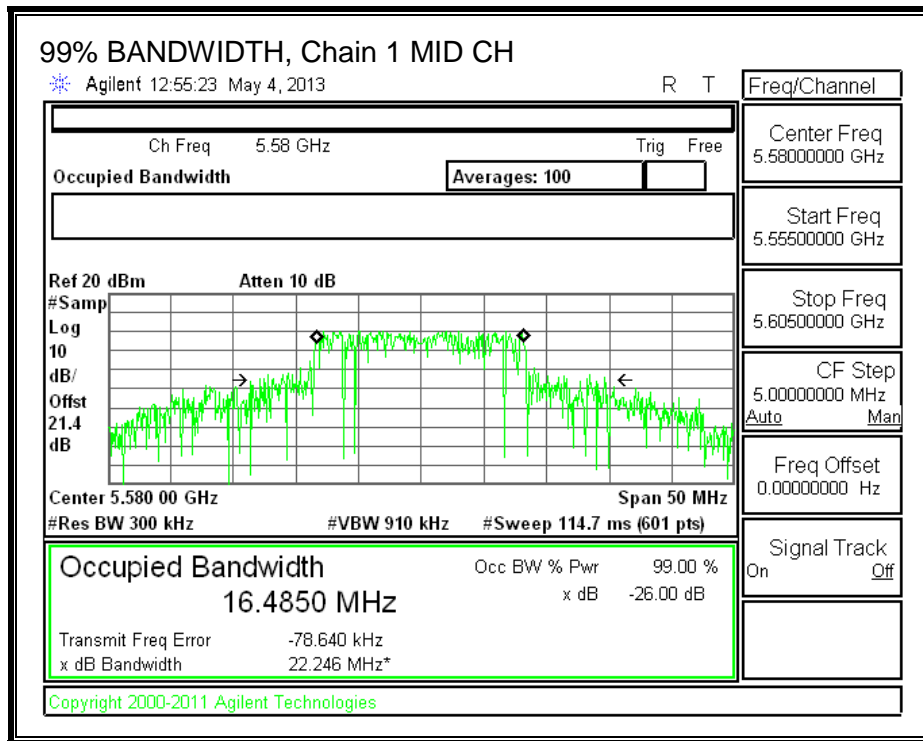 99% BANDWIDTH, Chain 1 MID CH
Agilent 12:55:23 May 4, 2013 R T
Freq/Channel
Ch Freq 5.58 GHz Trig Free
Occupied Bandwidth Averages: 100
Center Freq
5.58000000 GHz
Start Freq
5.55500000 GHz
Stop Freq
5.60500000 GHz
CF Step
5.00000000 MHz
Auto Man
Freq Offset
0.00000000 Hz
Signal Track
On Off
Ref 20 dBm Atten 10 dB
#Samp
Log
10
dB/
Offst
21.4
dB
Center 5.580 00 GHz Span 50 MHz
#Res BW 300 kHz #VBW 910 kHz #Sweep 114.7 ms (601 pts)
Occupied Bandwidth Occ BW % Pwr 99.00 %
16.4850 MHz x dB -26.00 dB
Transmit Freq Error -78.640 kHz
x dB Bandwidth 22.246 MHz*
Copyright 2000-2011 Agilent Technologies